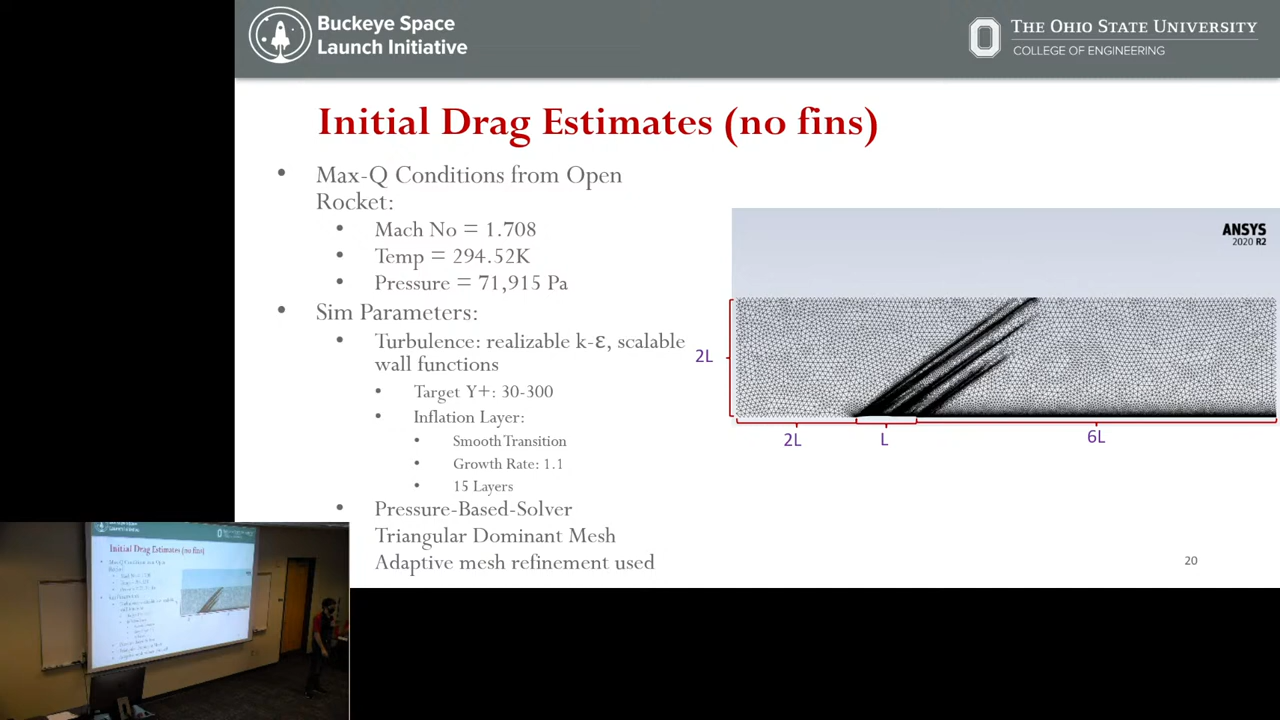 Buckeye Space
Launch Initiative
THE OHIO STATE UNIVERSITY
COLLEGE OF ENGINEERING
Initial Drag Estimates (no fins)
• Max-Q Conditions from Open
Rocket:
• Mach No = 1.708
• Temp = 294.52K
• Pressure = 71,915 Pa
• Sim Parameters:
• Turbulence: realizable k-ε, scalable
wall functions
• Target Y+: 30-300
• Inflation Layer:
• Smooth Transition
• Growth Rate: 1.1
• 15 Layers
• Pressure-Based-Solver
Triangular Dominant Mesh
Adaptive mesh refinement used
ANSYS
2020 R2
2L
2L
L
6L
20
Initial Drag Estimates (no fins)